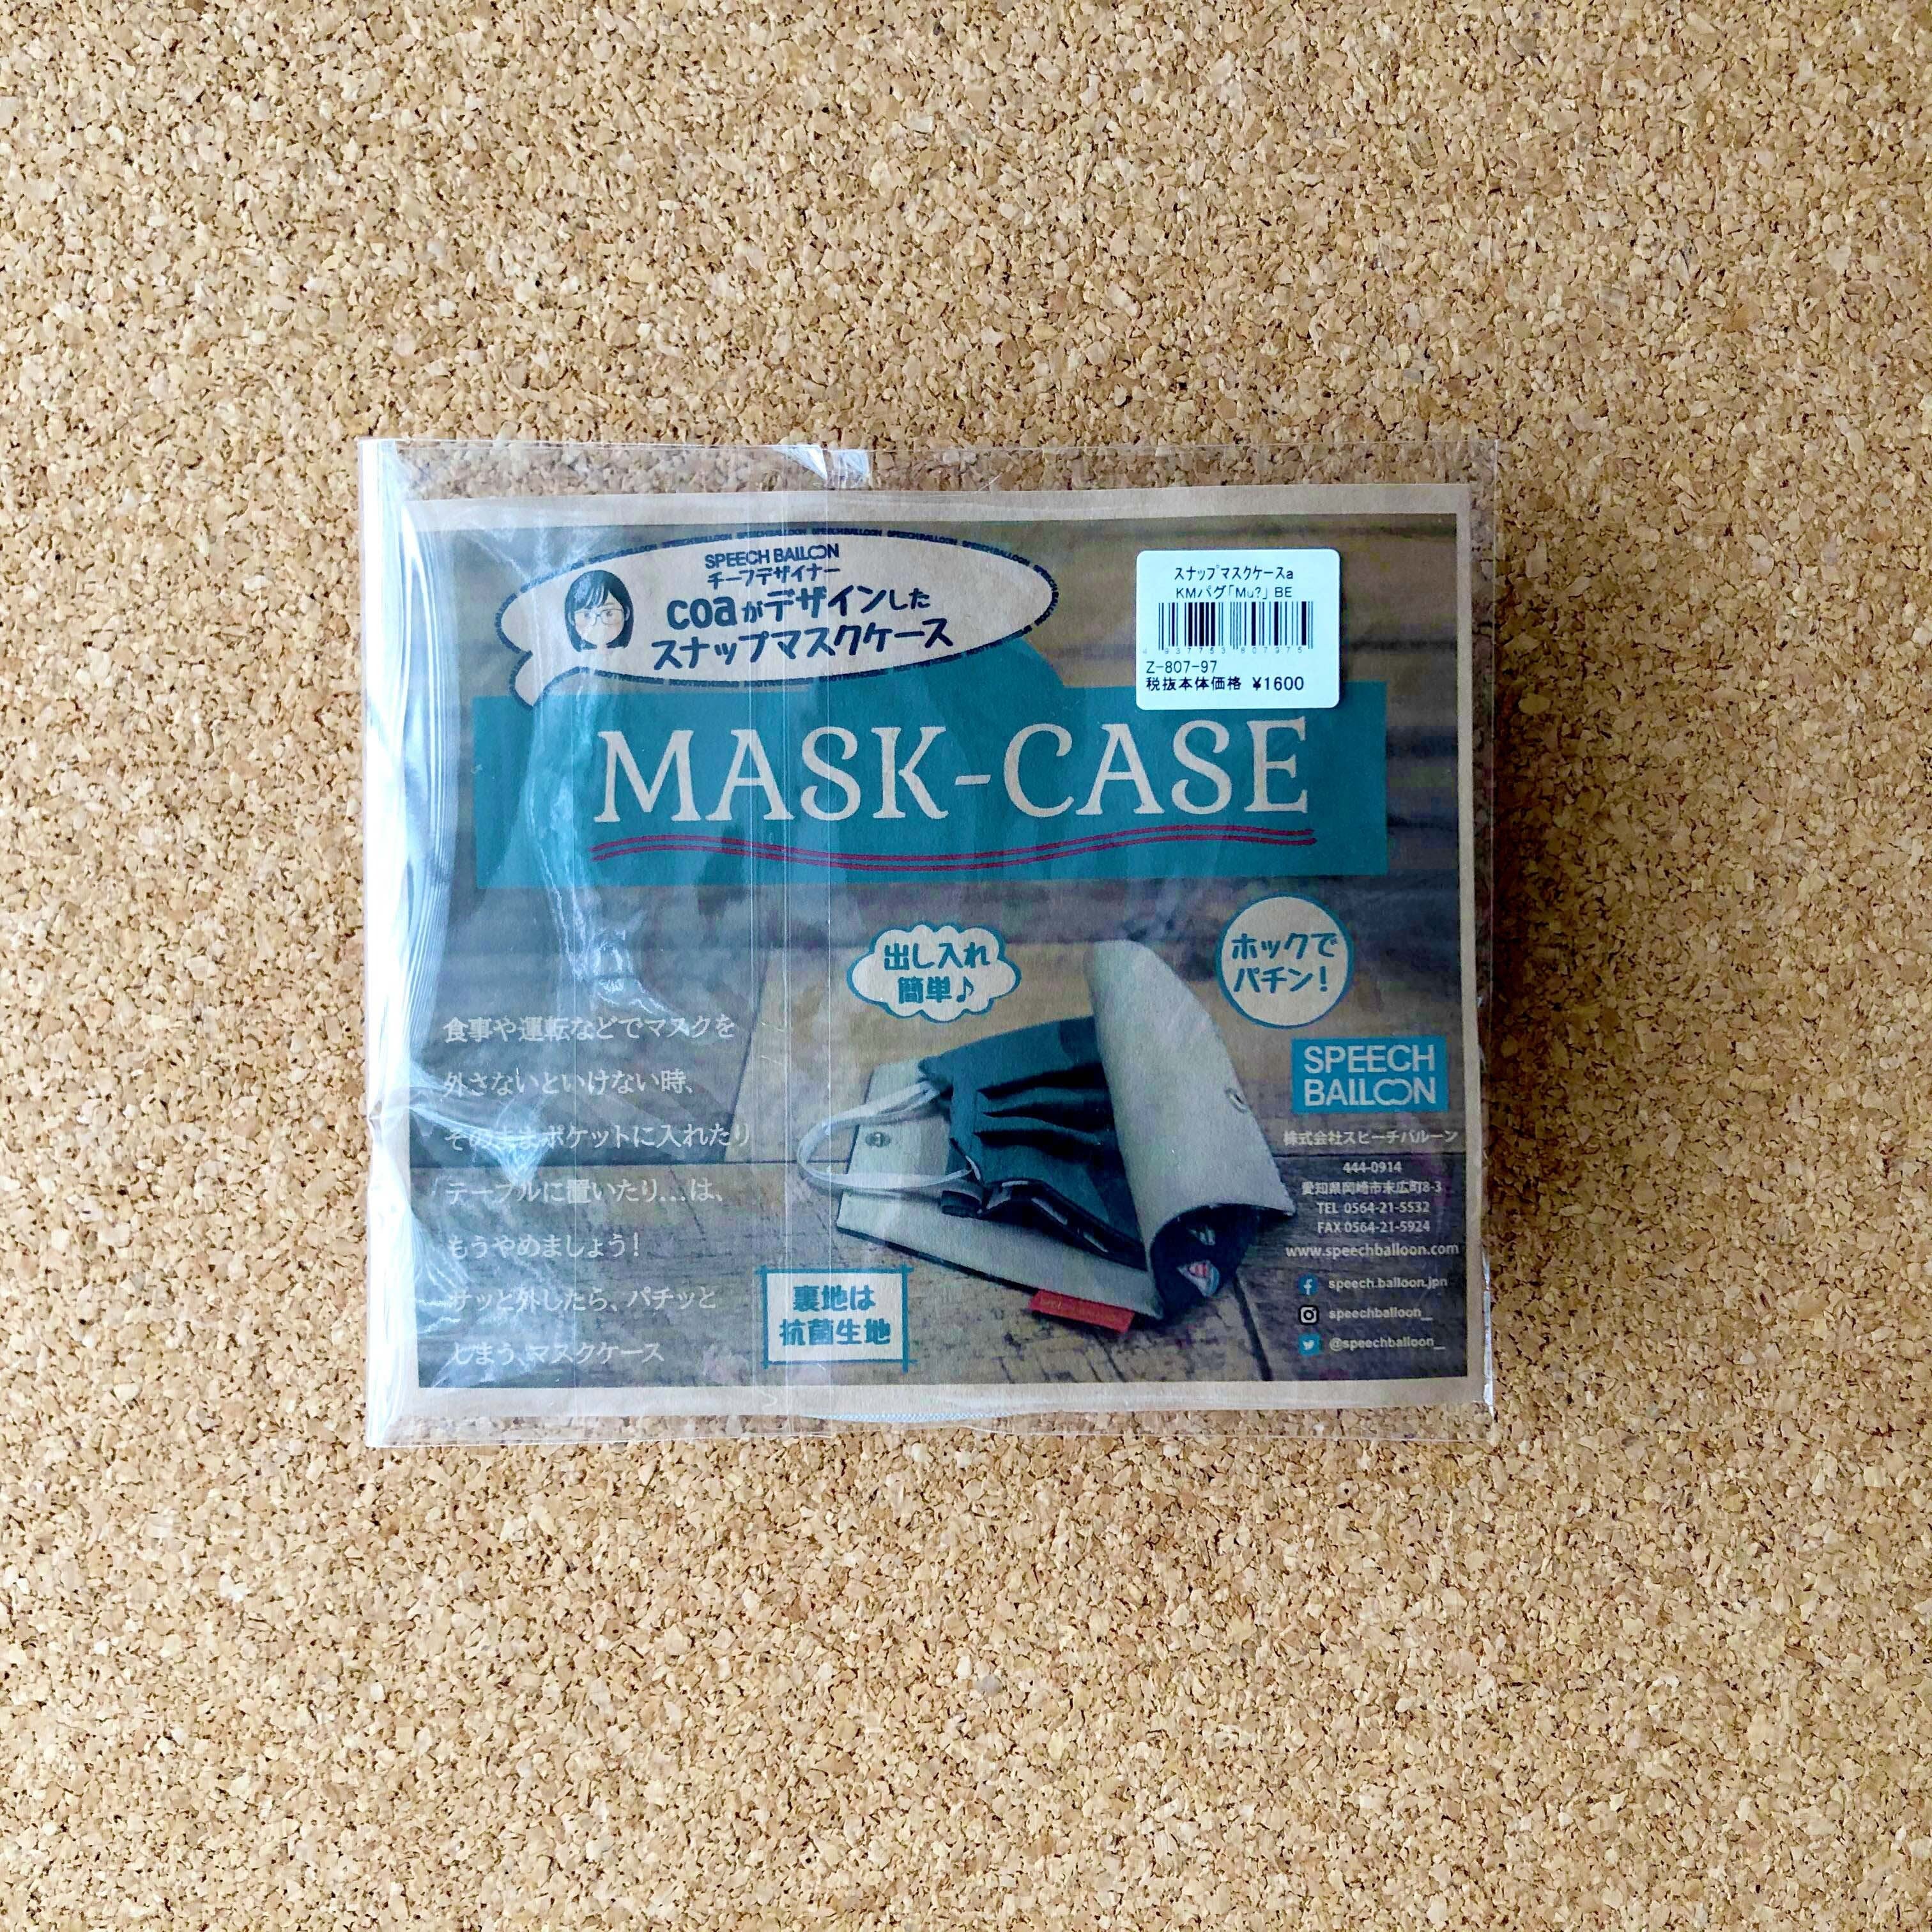 SPEECH BALLOON
チーフデザイナー
coaがデザインした
スナップマスクケース
スナップマスクケースa
KMパグ「Mu?」 BE
4 937753 807975
Z-807-97
税抜本体価格 ¥1600
MASK-CASE
出し入れ
簡単♪
ホックで
パチン!
食事や運転などでマスクを
外さないといけない時、
そのままポケットに入れたり
テーブルに置いたり…は、
もうやめましょう!
サッと外したら、パチッと
しまう、マスクケース
裏地は
抗菌生地
SPEECH
BALLOON
株式会社スピーチバルーン
444-0914
愛知県岡崎市末広町8-3
TEL 0564-21-5532
FAX 0564-21-5924
www.speechballoon.com
speech.balloon.jpn
speechballoon__
@speechballoon__